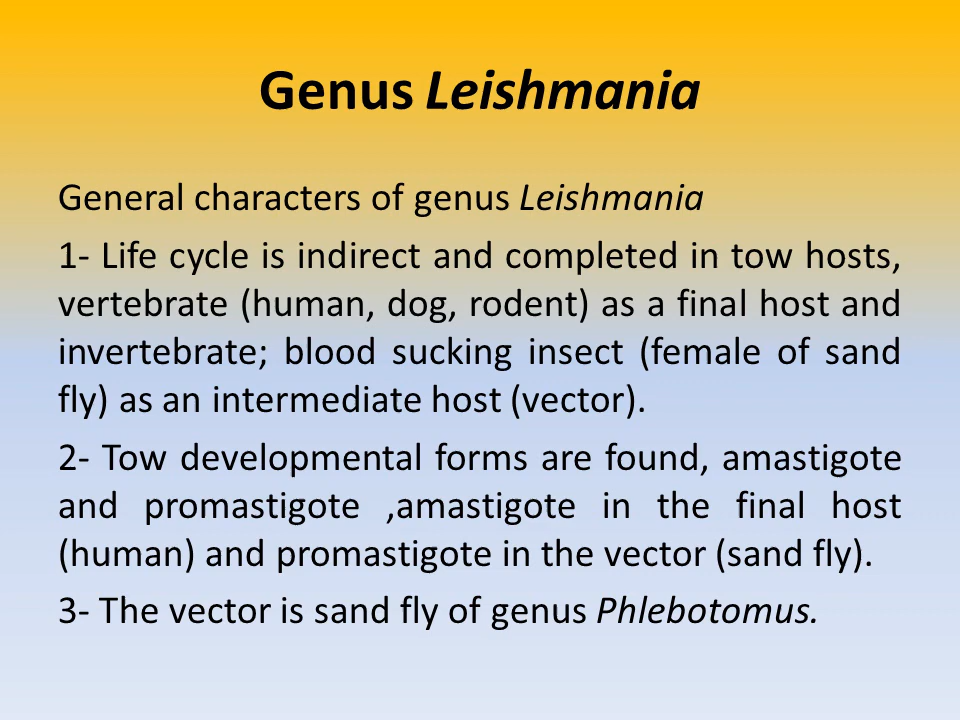 Genus Leishmania
General characters of genus Leishmania
1- Life cycle is indirect and completed in tow hosts,
vertebrate (human, dog, rodent) as a final host and
invertebrate; blood sucking insect (female of sand
fly) as an intermediate host (vector).
2- Tow developmental forms are found, amastigote
and promastigote ,amastigote in the final host
(human) and promastigote in the vector (sand fly).
3- The vector is sand fly of genus Phlebotomus.